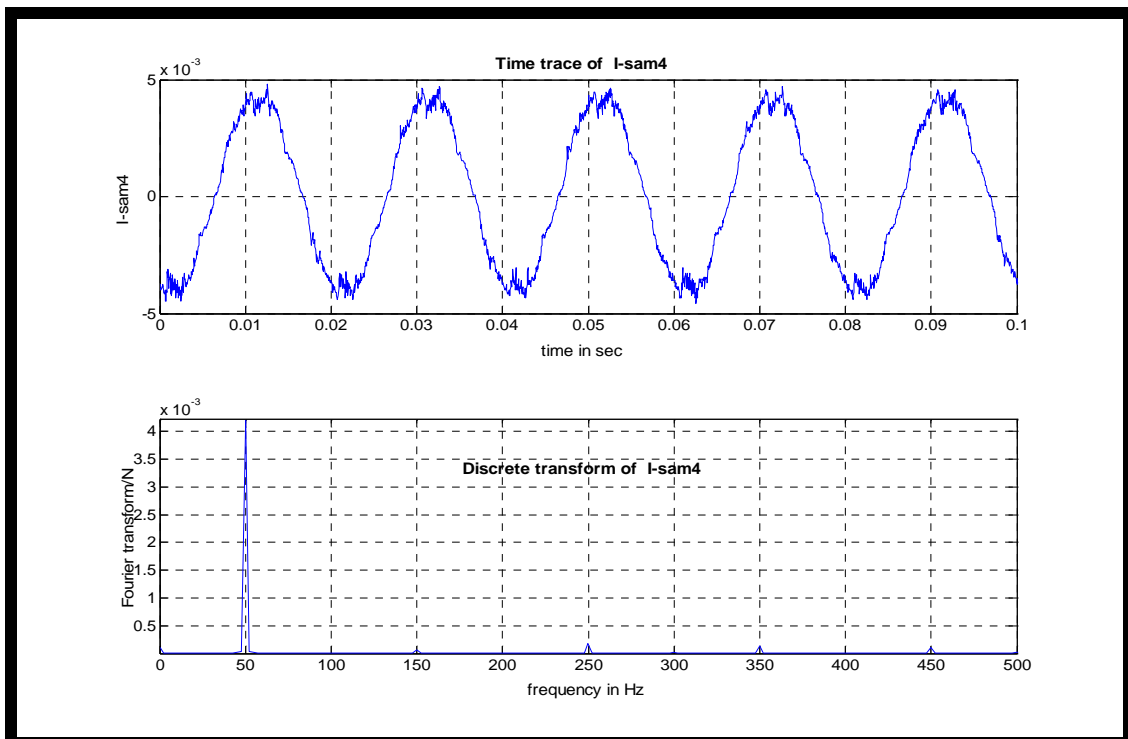 Time trace of I-sam4
x 10-3
5
0
-5
I-sam4
0 0.01 0.02 0.03 0.04 0.05 0.06 0.07 0.08 0.09 0.1
time in sec
x 10-3
Discrete transform of I-sam4
4
3.5
3
2.5
2
1.5
1
0.5
Fourier transform/N
0 50 100 150 200 250 300 350 400 450 500
frequency in Hz